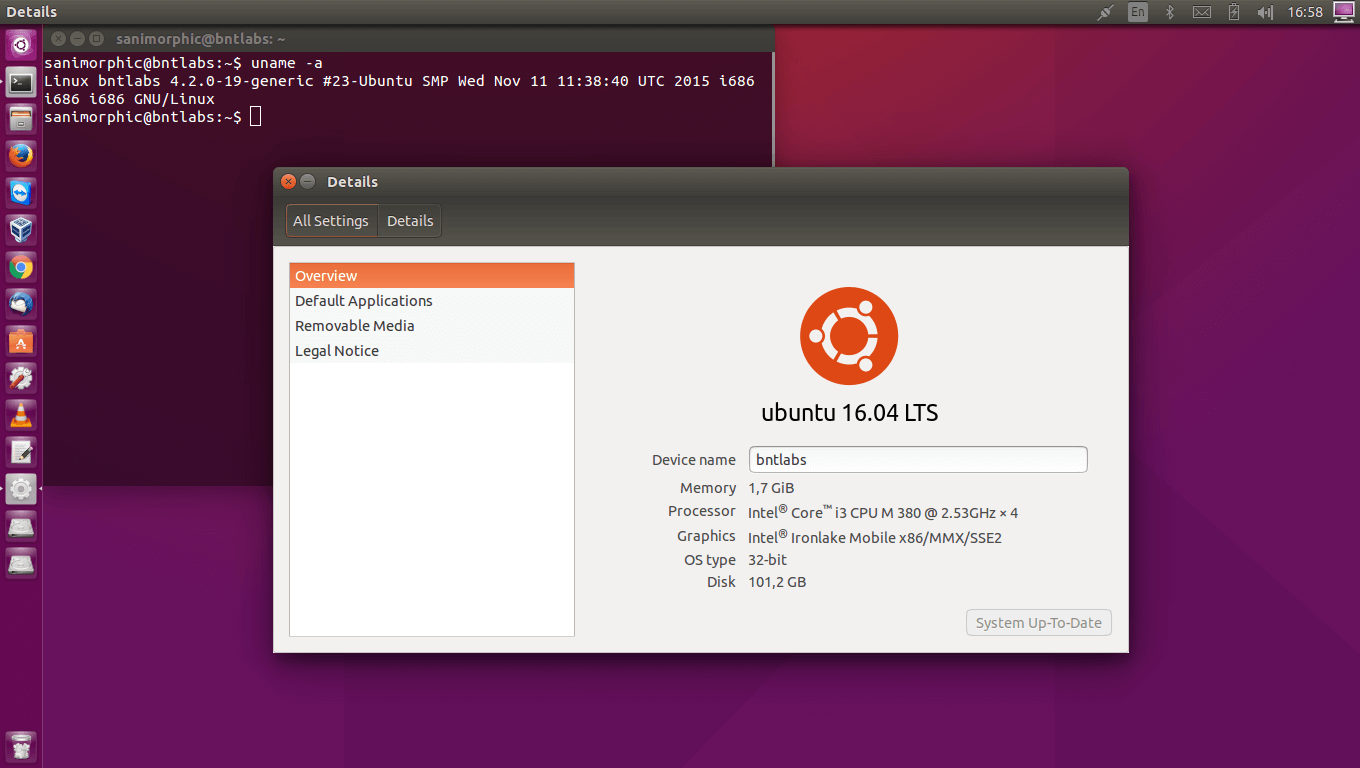 Details
En
16:58
sanimorphic@bntlabs: ~
sanimorphic@bntlabs:~$ uname -a
Linux bntlabs 4.2.0-19-generic #23-Ubuntu SMP Wed Nov 11 11:38:40 UTC 2015 i686
i686 i686 GNU/Linux
sanimorphic@bntlabs:~$
Details
All Settings
Details
Overview
Default Applications
Removable Media
Legal Notice
ubuntu 16.04 LTS
Device name bntlabs
Memory 1,7 GiB
Processor Intel® Core™ i3 CPU M 380 @ 2.53GHz × 4
Graphics Intel® Ironlake Mobile x86/MMX/SSE2
OS type 32-bit
Disk 101,2 GB
System Up-To-Date